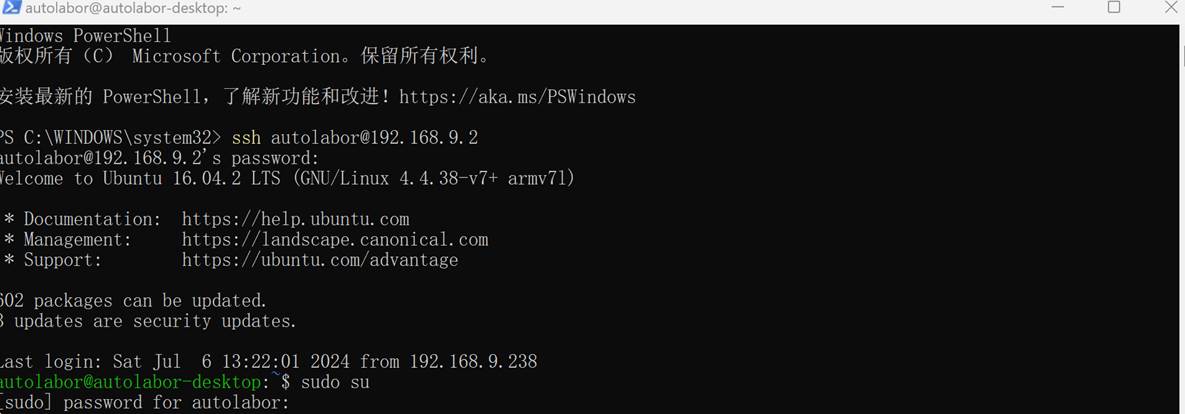 autolabor@autolabor-desktop: ~
Windows PowerShell
版权所有（C） Microsoft Corporation。保留所有权利。
安装最新的 PowerShell，了解新功能和改进！https://aka.ms/PSWindows
PS C:\WINDOWS\system32> ssh autolabor@192.168.9.2
autolabor@192.168.9.2's password:
Welcome to Ubuntu 16.04.2 LTS (GNU/Linux 4.4.38-v7+ armv7l)
* Documentation:  https://help.ubuntu.com
* Management:     https://landscape.canonical.com
* Support:        https://ubuntu.com/advantage
602 packages can be updated.
3 updates are security updates.
Last login: Sat Jul  6 13:22:01 2024 from 192.168.9.238
autolabor@autolabor-desktop:~$ sudo su
[sudo] password for autolabor: